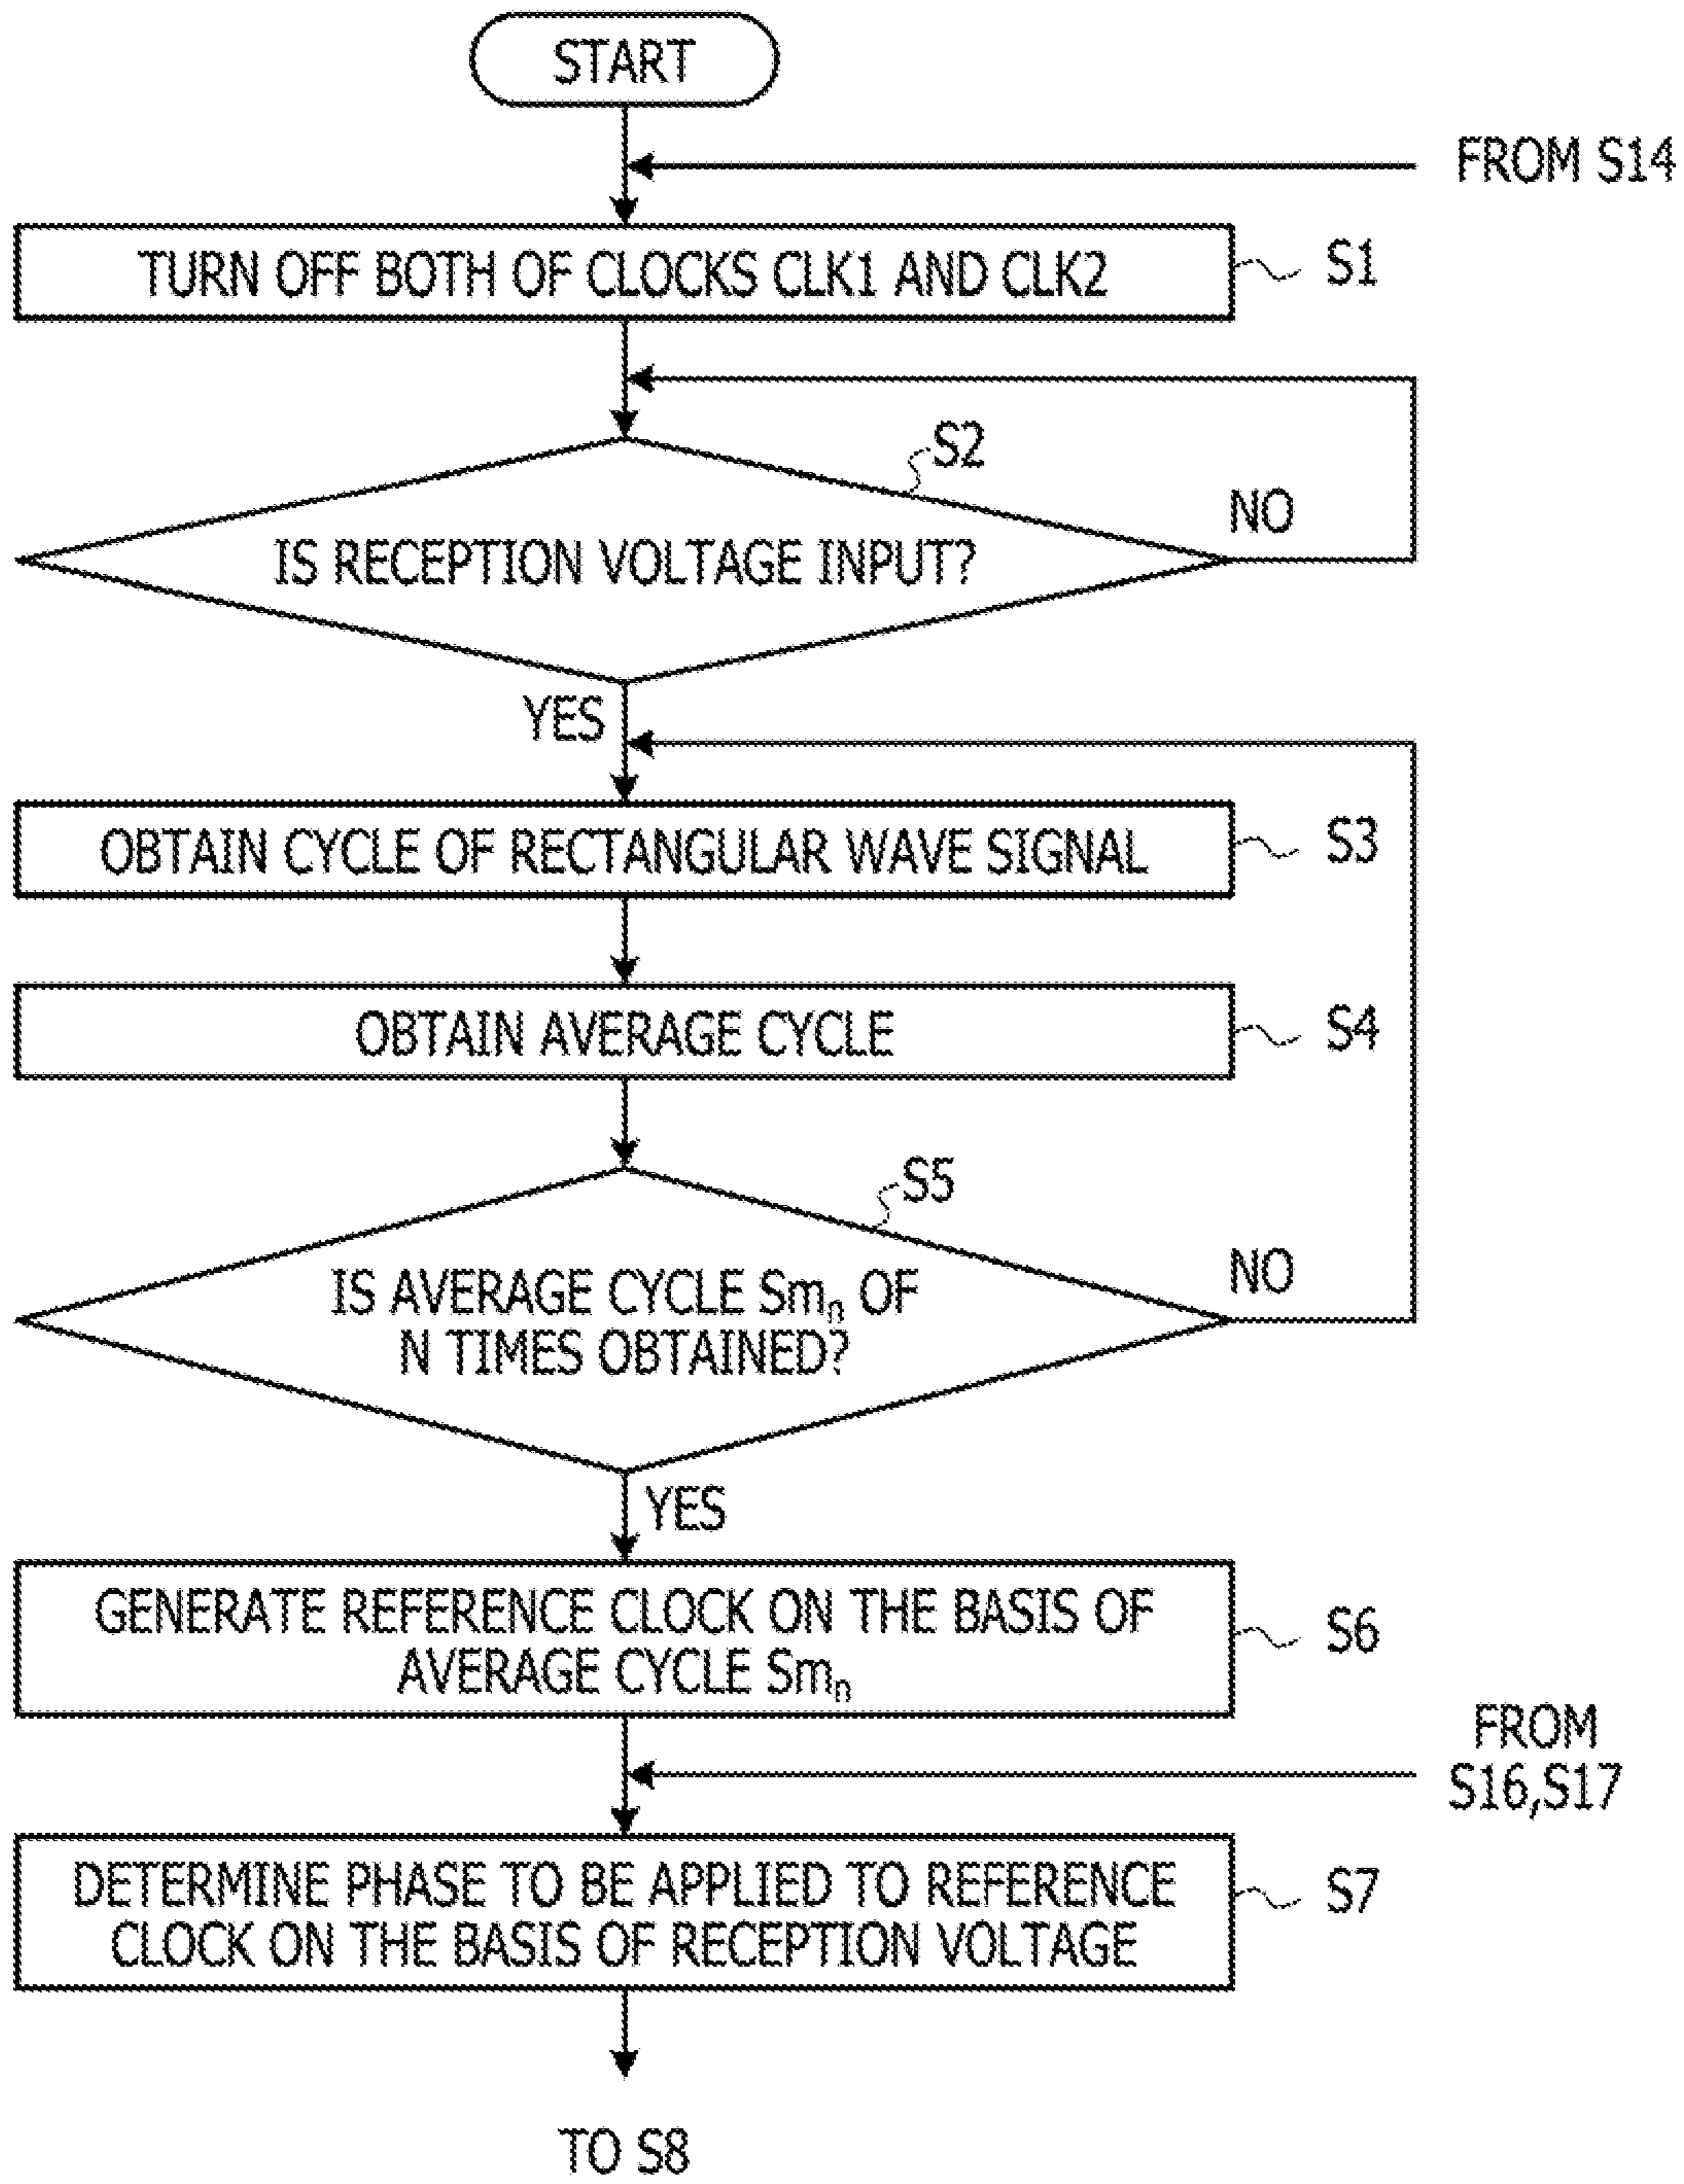 START
FROM S14
TURN OFF BOTH OF CLOCKS CLK1 AND CLK2
S1
S2
NO
IS RECEPTION VOLTAGE INPUT?
YES
OBTAIN CYCLE OF RECTANGULAR WAVE SIGNAL
S3
OBTAIN AVERAGE CYCLE
S4
S5
NO
IS AVERAGE CYCLE Smn OF
N TIMES OBTAINED?
YES
GENERATE REFERENCE CLOCK ON THE BASIS OF
AVERAGE CYCLE Smn
S6
FROM
S16,S17
DETERMINE PHASE TO BE APPLIED TO REFERENCE
CLOCK ON THE BASIS OF RECEPTION VOLTAGE
S7
TO S8